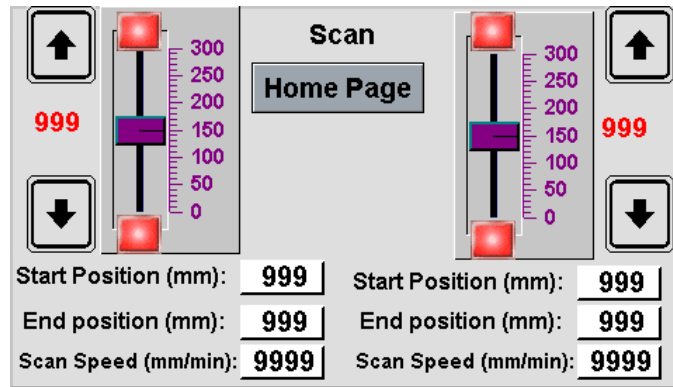 Scan
Home Page
999
300
250
200
150
100
50
0
300
250
200
150
100
50
0
999
Start Position (mm): 999
End position (mm): 999
Scan Speed (mm/min): 9999
Start Position (mm): 999
End position (mm): 999
Scan Speed (mm/min): 9999